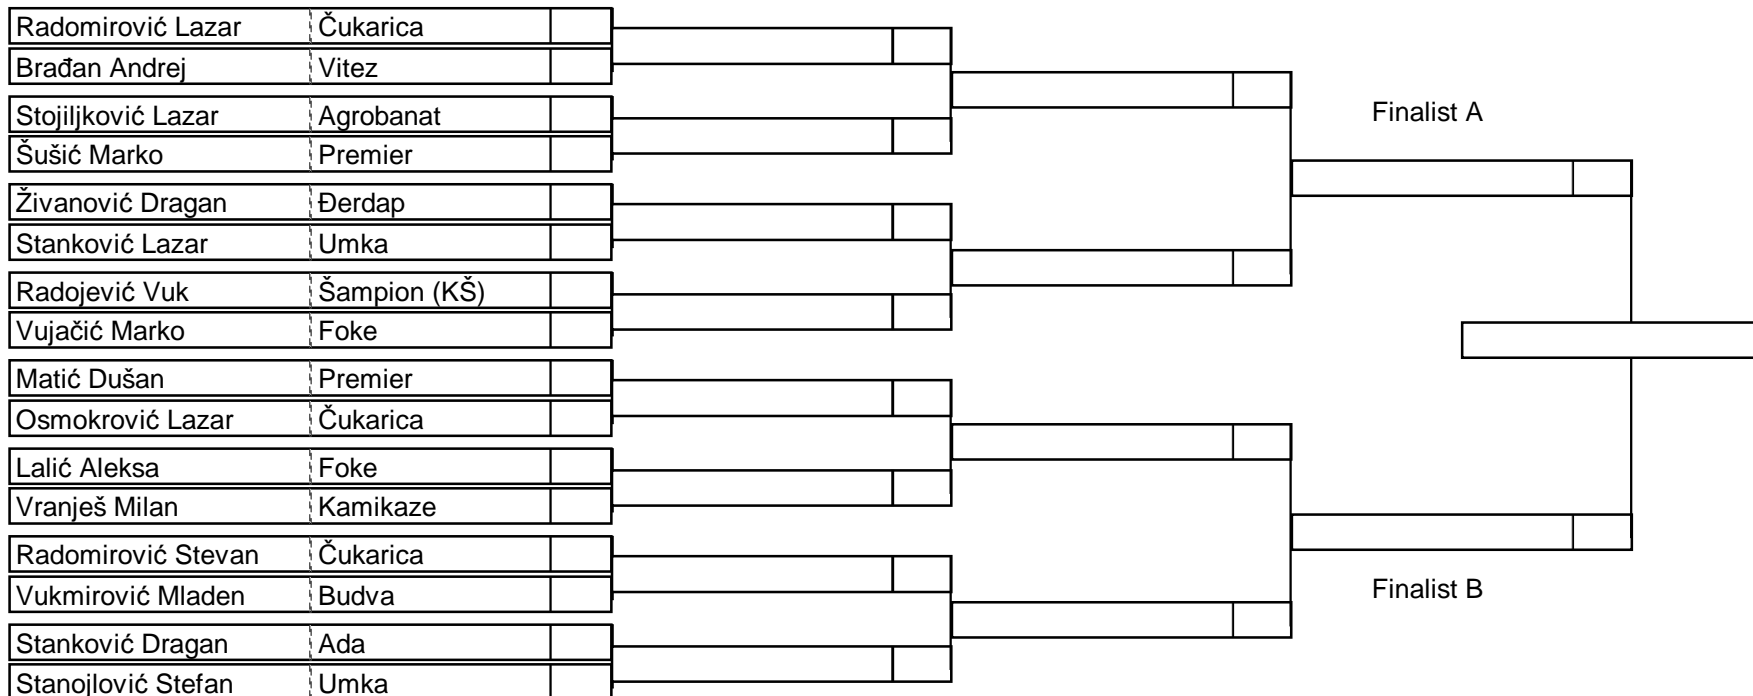 Radomirović Lazar Čukarica
Brađan Andrej Vitez
Stojiljković Lazar Agrobanat
Šušić Marko Premier
Živanović Dragan Đerdap
Stanković Lazar Umka
Radojević Vuk Šampion (KŠ)
Vujačić Marko Foke
Matić Dušan Premier
Osmokrović Lazar Čukarica
Lalić Aleksa Foke
Vranješ Milan Kamikaze
Radomirović Stevan Čukarica
Vukmirović Mladen Budva
Stanković Dragan Ada
Stanojlović Stefan Umka
Finalist A
Finalist B